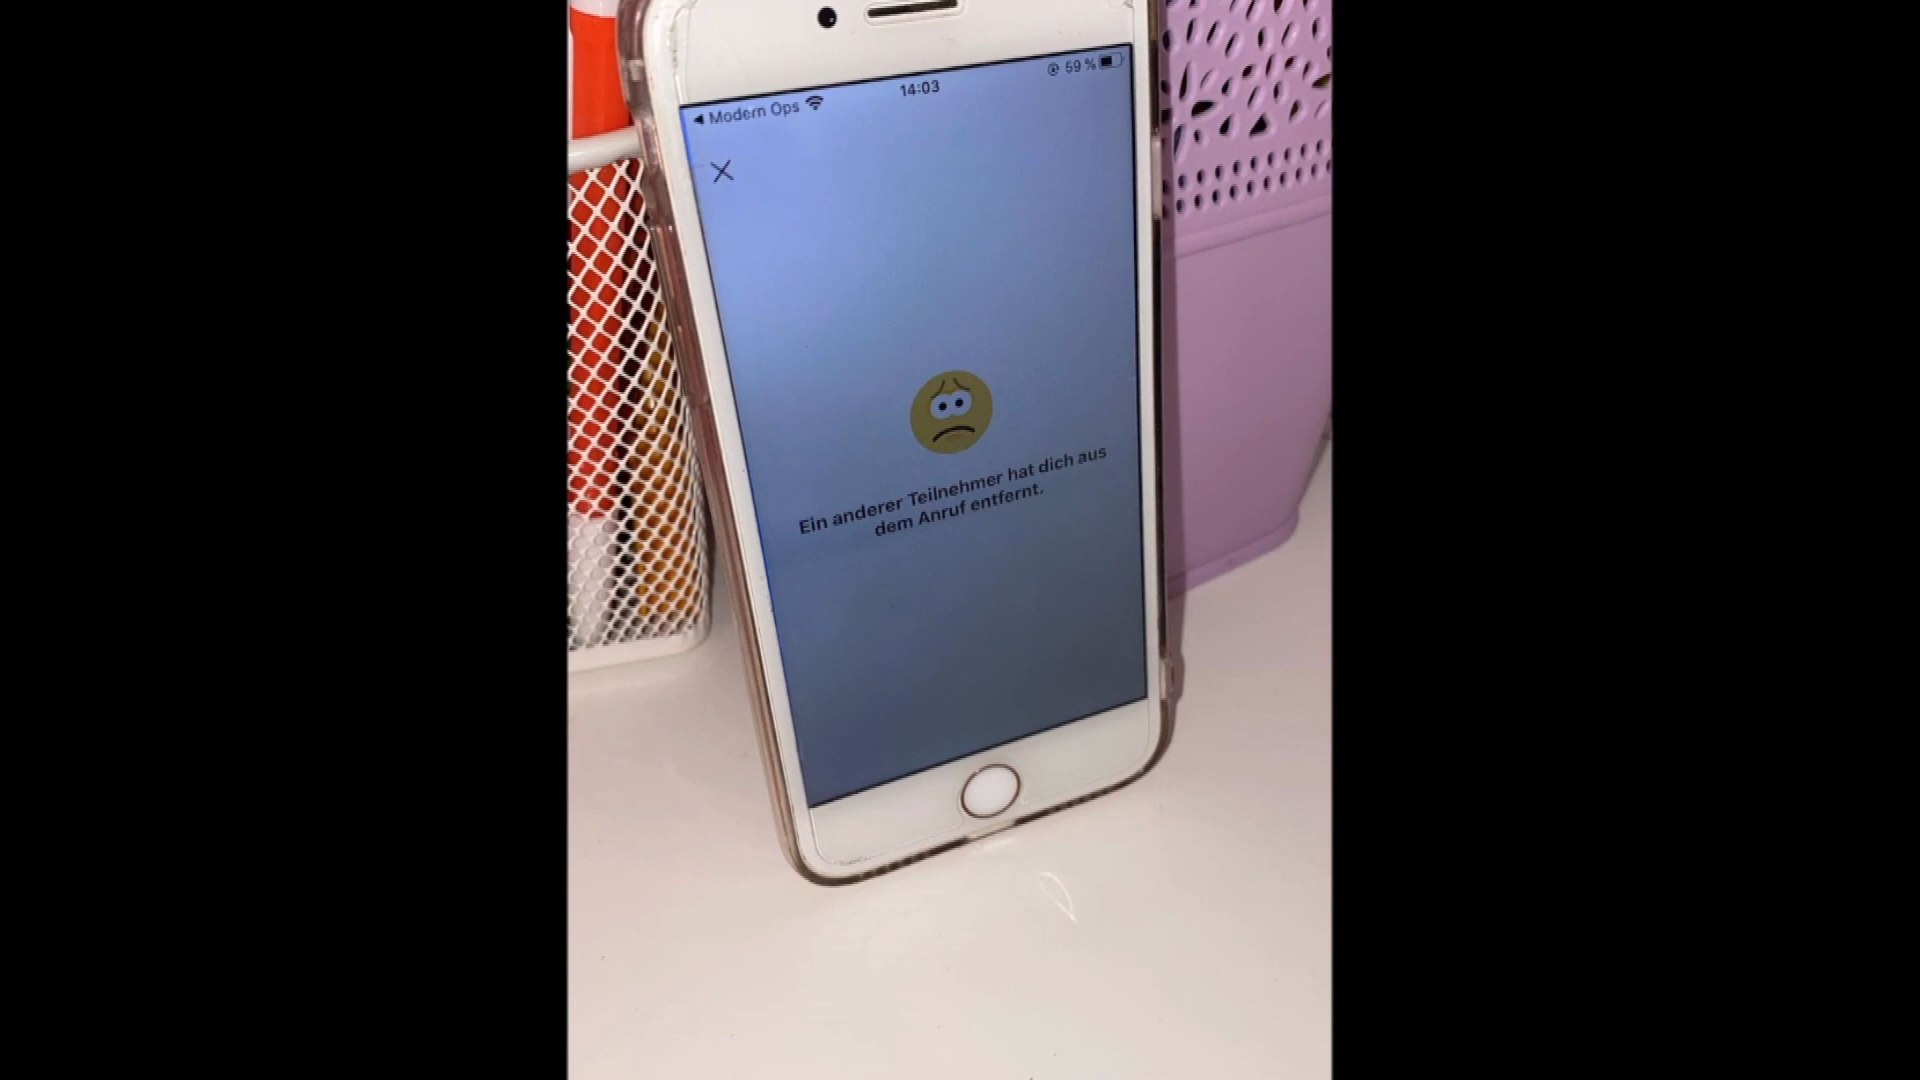 14:03
59 %
◀ Modern Ops
Ein anderer Teilnehmer hat dich aus
dem Anruf entfernt.